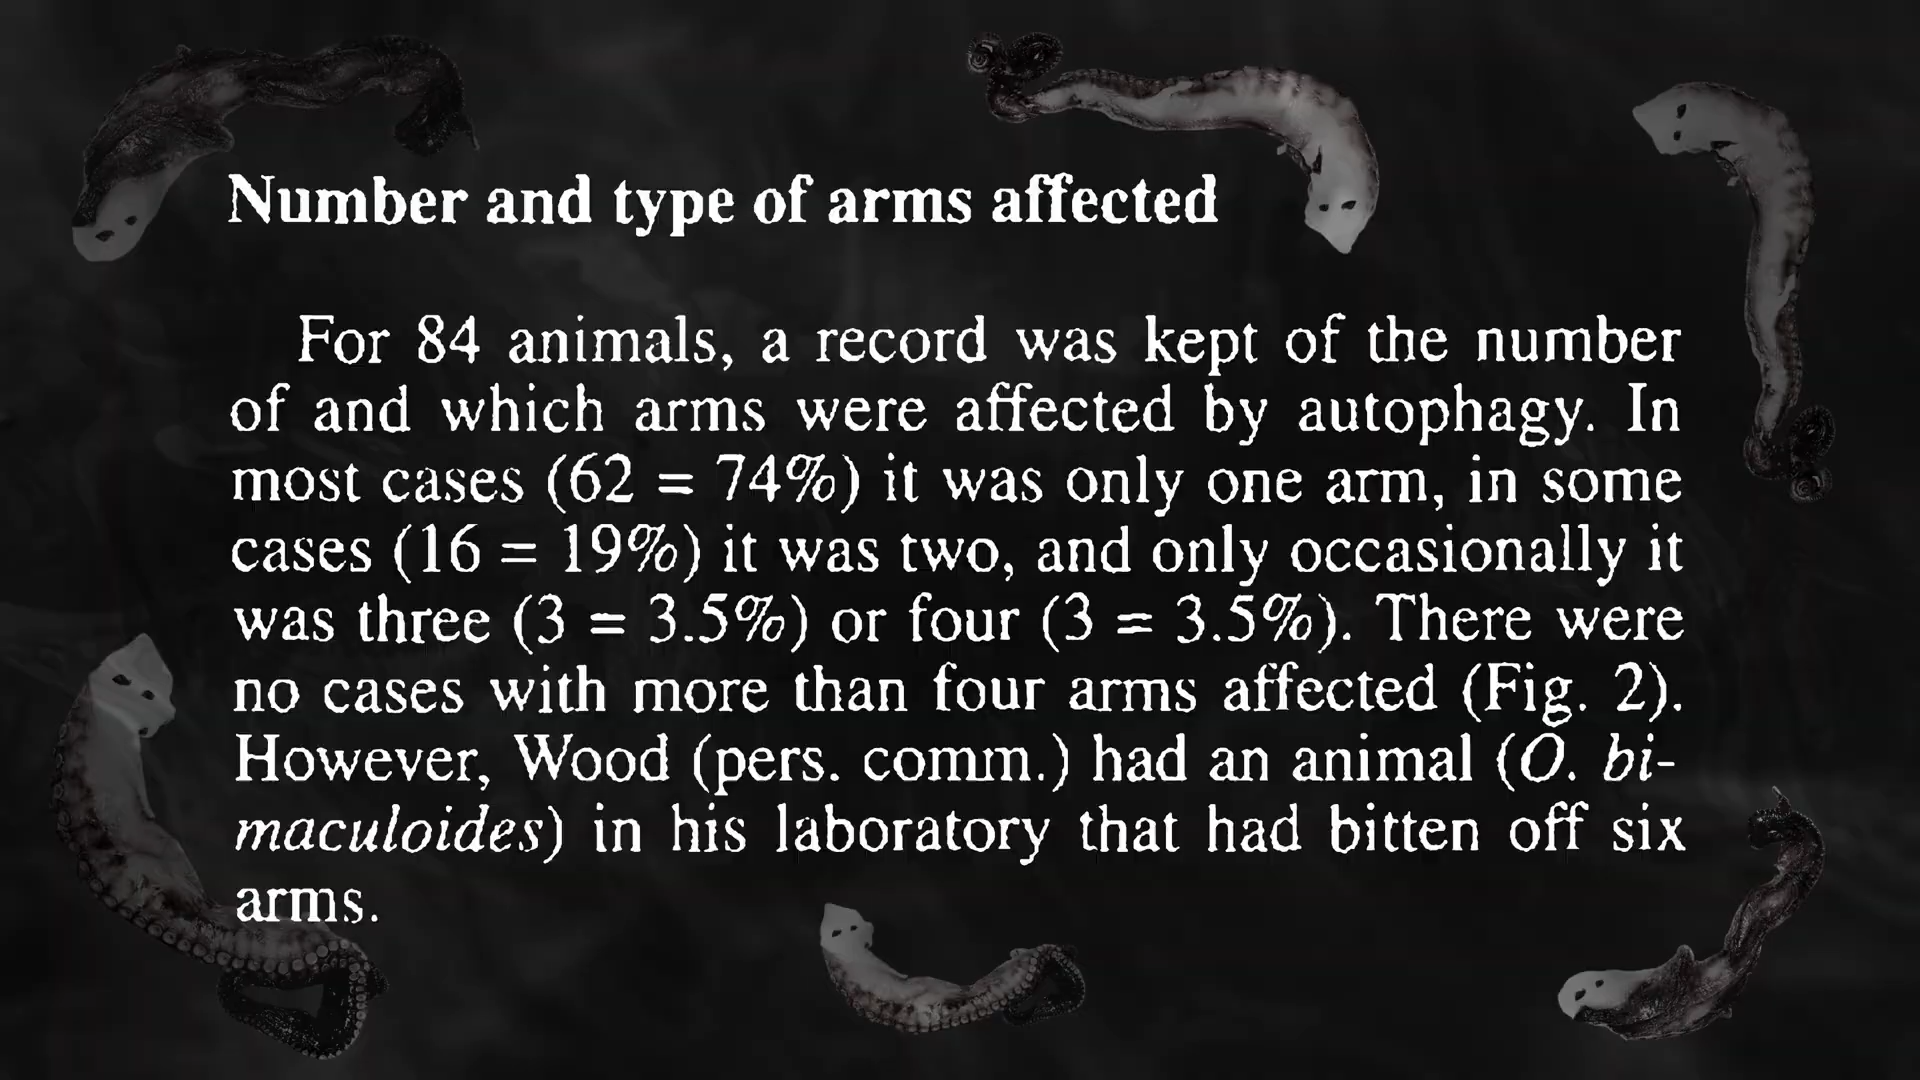 Number and type of arms affected
For 84 animals, a record was kept of the number
of and which arms were affected by autophagy. In
most cases (62 = 74%) it was only one arm, in some
cases (16 = 19%) it was two, and only occasionally it
was three (3 = 3.5%) or four (3 = 3.5%). There were
no cases with more than four arms affected (Fig. 2).
However, Wood (pers. comm.) had an animal (O. bi-
maculoides) in his laboratory that had bitten off six
arms.